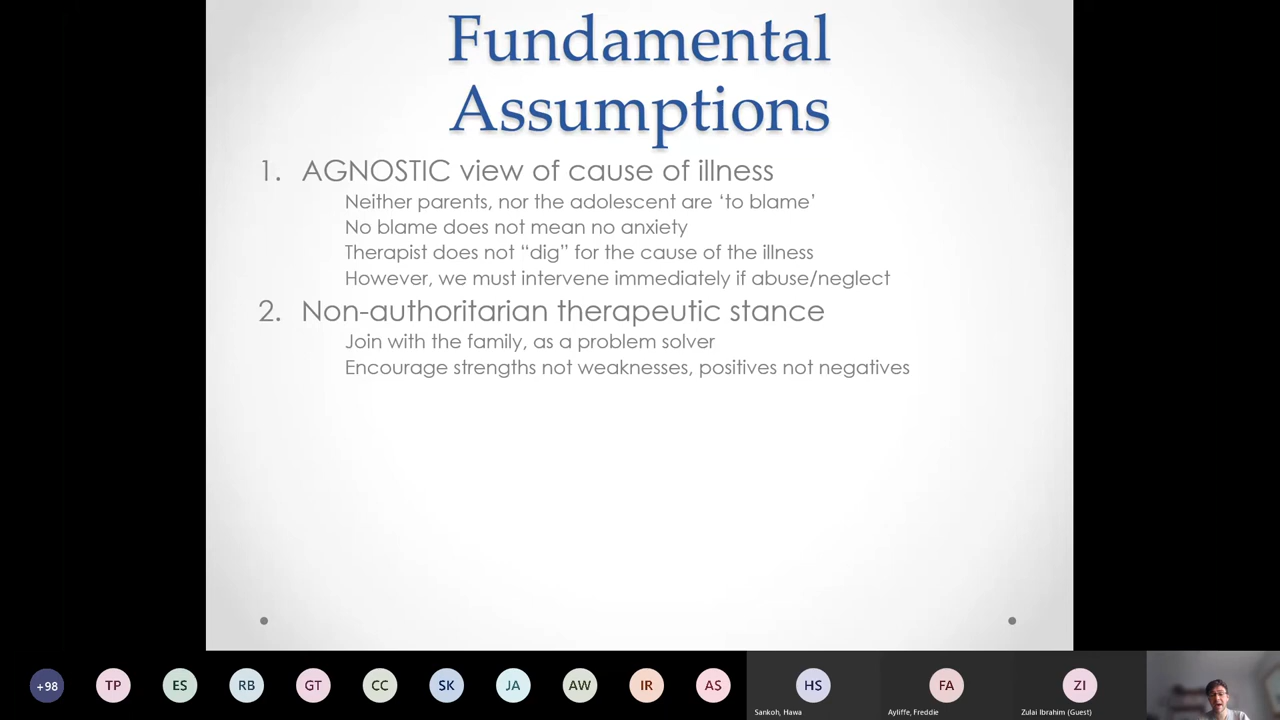 Fundamental
Assumptions
1. AGNOSTIC view of cause of illness
Neither parents, nor the adolescent are ‘to blame’
No blame does not mean no anxiety
Therapist does not “dig” for the cause of the illness
However, we must intervene immediately if abuse/neglect
2. Non-authoritarian therapeutic stance
Join with the family, as a problem solver
Encourage strengths not weaknesses, positives not negatives
+98 TP ES RB GT CC SK JA AW IR AS HS FA ZI
Sankoh, Hawa Ayliffe, Freddie Zulai Ibrahim (Guest)